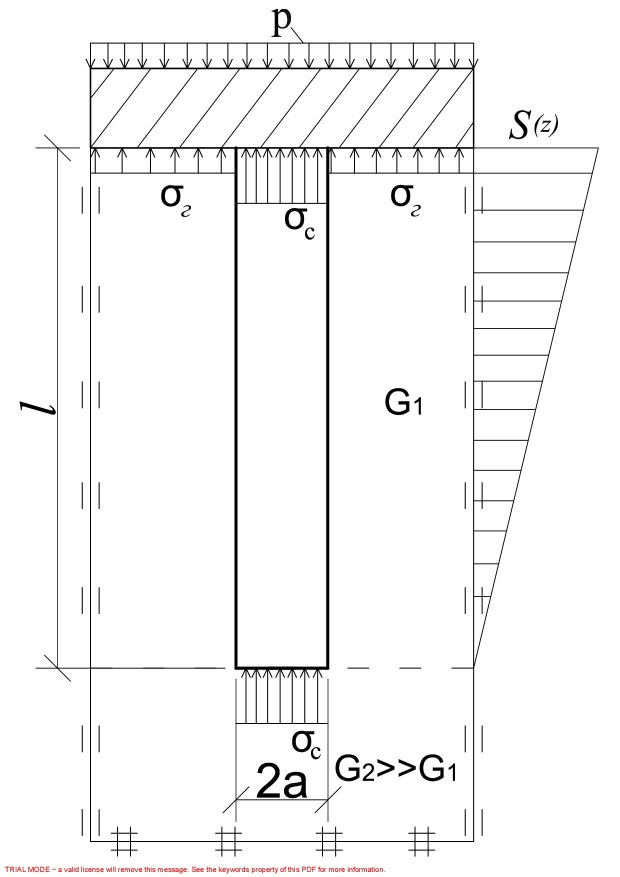 p
S(z)
σг
σг
σc
l
G1
σc
G2>>G1
2a
TRIAL MODE − a valid license will remove this message. See the keywords property of this PDF for more information.